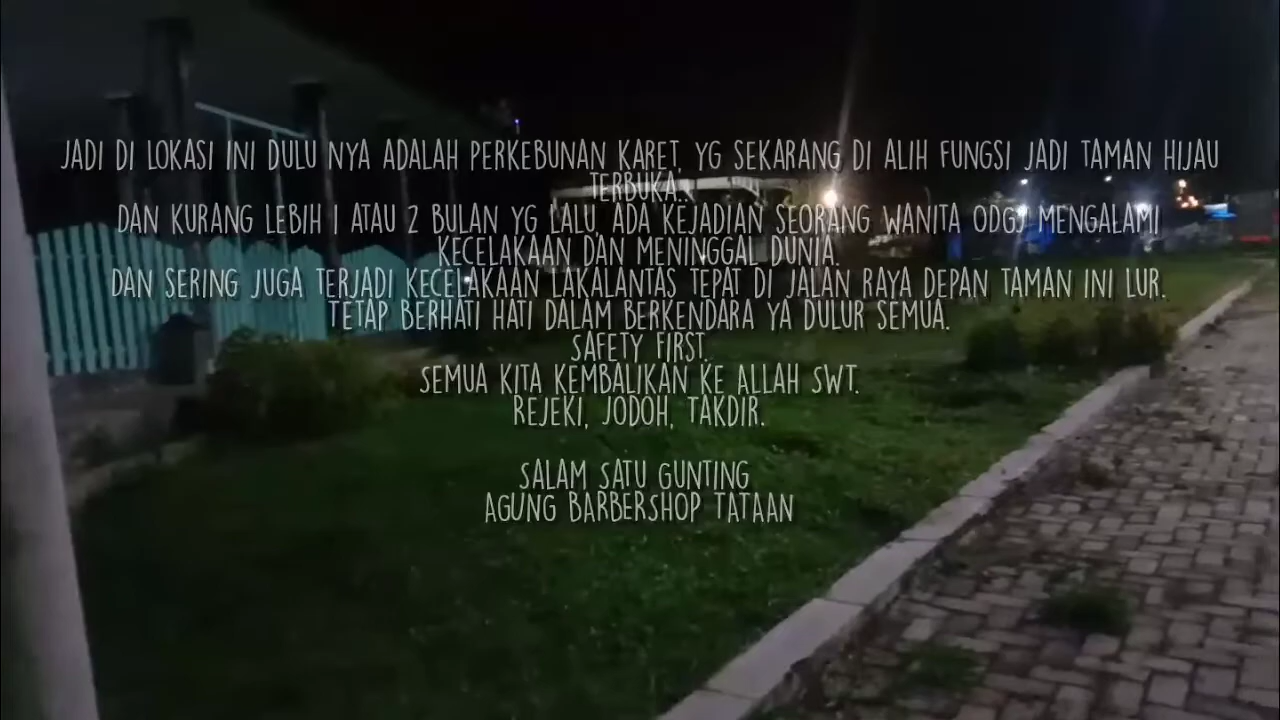 JADI DI LOKASI INI DULU NYA ADALAH PERKEBUNAN KARET, YG SEKARANG DI ALIH FUNGSI JADI TAMAN HIJAU
TERBUKA..
DAN KURANG LEBIH 1 ATAU 2 BULAN YG LALU, ADA KEJADIAN SEORANG WANITA ODGJ MENGALAMI
KECELAKAAN DAN MENINGGAL DUNIA.
DAN SERING JUGA TERJADI KECELAKAAN LAKALANTAS TEPAT DI JALAN RAYA DEPAN TAMAN INI LUR.
TETAP BERHATI HATI DALAM BERKENDARA YA DULUR SEMUA.
SAFETY FIRST.
SEMUA KITA KEMBALIKAN KE ALLAH SWT.
REJEKI, JODOH, TAKDIR.
SALAM SATU GUNTING
AGUNG BARBERSHOP TATAAN